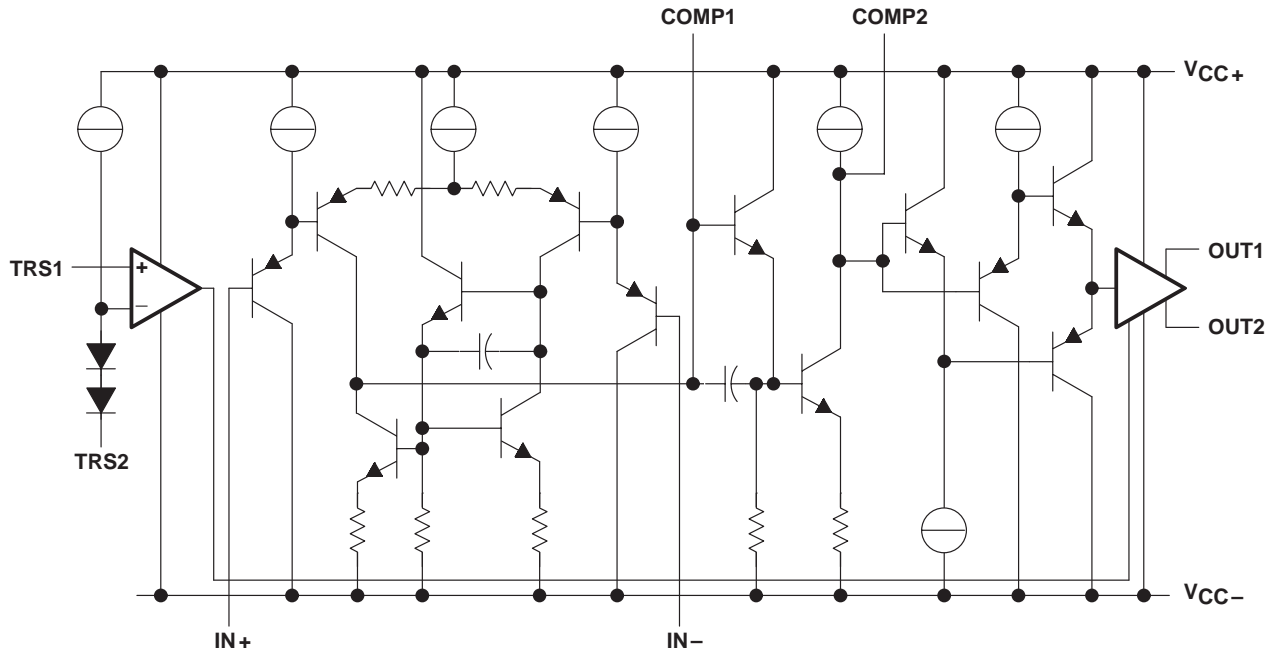 COMP1
COMP2
VCC+
TRS1
+
−
TRS2
OUT1
OUT2
VCC−
IN+
IN−